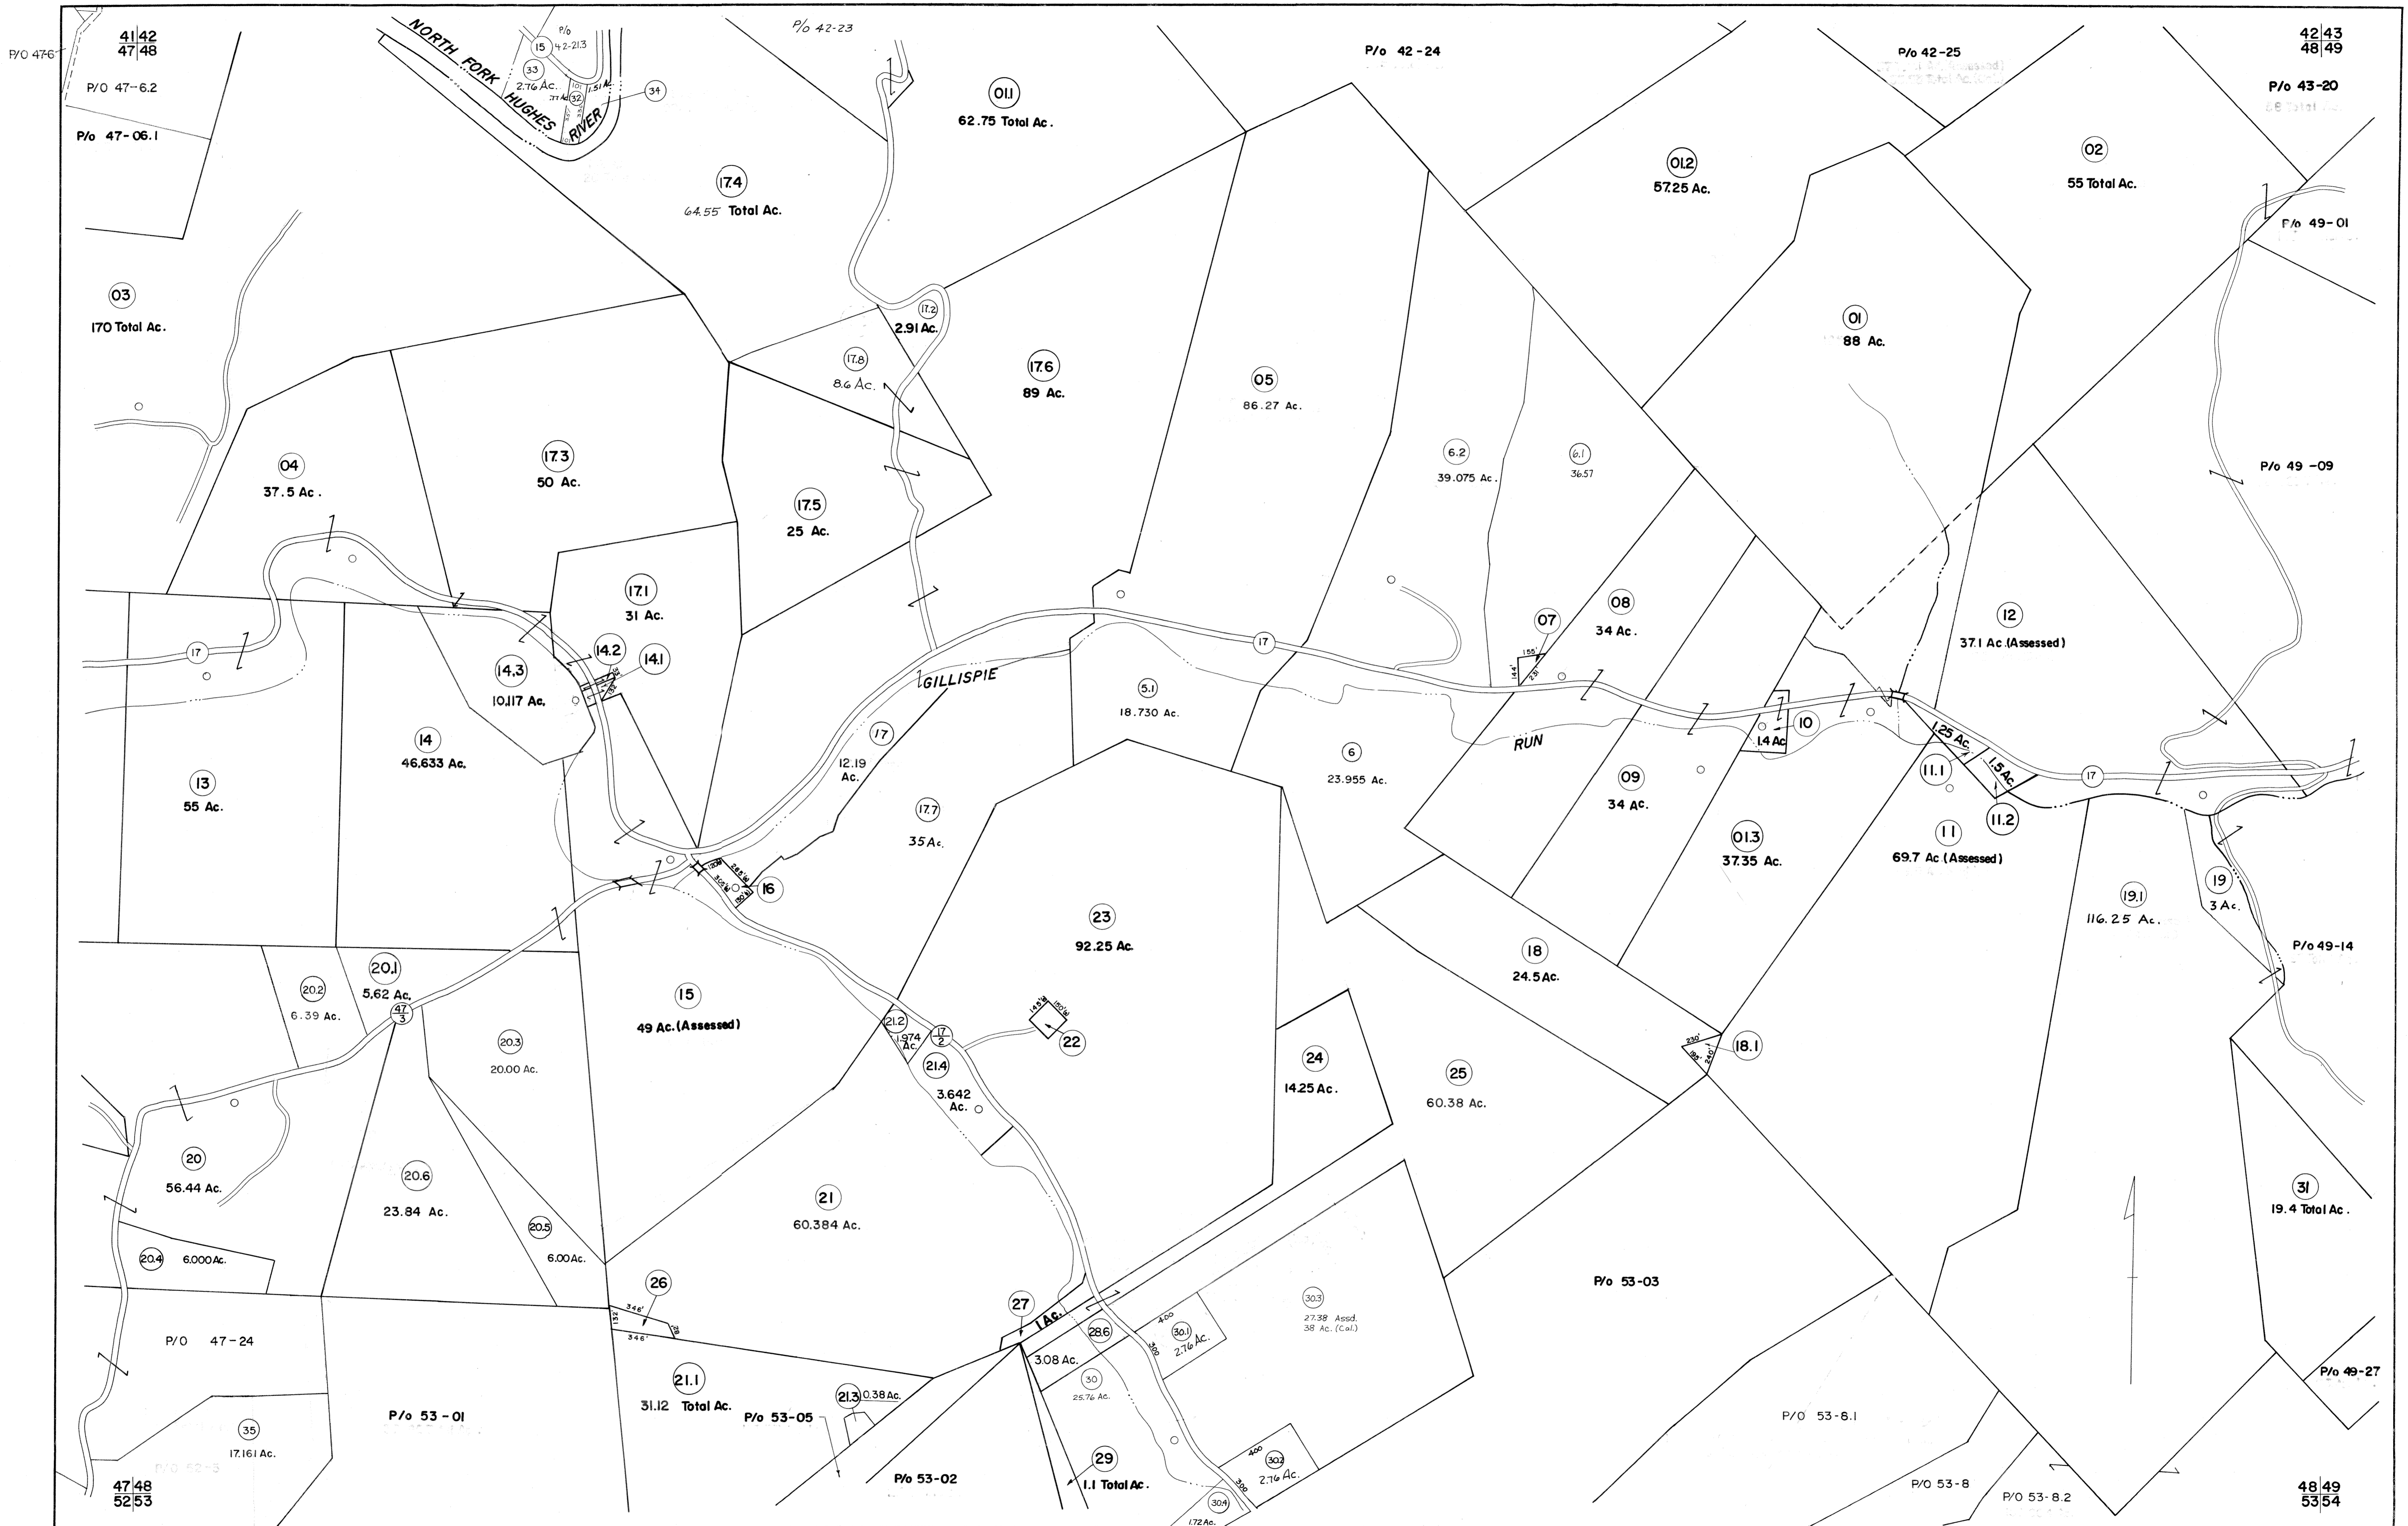 P/O 47-6
41 42
47 48
P/O 47-6.2
P/o 47-06.1
NORTH FORK HUGHES RIVER
P/o
42-21.3
15
33
2.76 Ac.
32
1.51 Ac.
34
P/o 42-23
01.1
62.75 Total Ac.
P/o 42-24
P/o 42-25
42 43
48 49
P/o 43-20
17.4
64.55 Total Ac.
01.2
57.25 Ac.
02
55 Total Ac.
P/o 49-01
03
170 Total Ac.
17.2
2.91 Ac.
17.8
8.6 Ac.
17.6
89 Ac.
05
86.27 Ac.
01
88 Ac.
04
37.5 Ac.
17.3
50 Ac.
17.5
25 Ac.
6.2
39.075 Ac.
6.1
36.57
P/o 49-09
17.1
31 Ac.
17
14.2
14.1
14.3
10.117 Ac.
17
07
155'
144'
231
08
34 Ac.
12
37.1 Ac.(Assessed)
GILLISPIE
RUN
5.1
18.730 Ac.
17
12.19
Ac.
6
23.955 Ac.
10
1.4 Ac
1.25 Ac.
11.1
1.5 Ac.
11.2
17
14
46.633 Ac.
13
55 Ac.
17.7
35 Ac.
09
34 Ac.
01.3
37.35 Ac.
11
69.7 Ac.(Assessed)
16
23
92.25 Ac.
18
24.5 Ac.
19.1
116.25 Ac.
19
3 Ac.
P/o 49-14
20.2
6.39 Ac.
20.1
5.62 Ac.
47
3
15
49 Ac.(Assessed)
20.3
20.00 Ac.
21.2
1.974
Ac.
17
2
21.4
3.642
Ac.
22
24
14.25 Ac.
25
60.38 Ac.
230'
195'
240'
18.1
20
56.44 Ac.
20.6
23.84 Ac.
20.5
6.00 Ac.
20.4
6.000 Ac.
21
60.384 Ac.
31
19.4 Total Ac.
26
346'
132'
346'
27
1 Ac.
28.6
3.08 Ac.
30
25.76 Ac.
400
30.1
2.76 Ac.
300
30.3
27.38 Assd.
38 Ac. (Cal.)
P/o 53-03
P/O 47-24
21.1
31.12 Total Ac.
21.3
0.38 Ac.
P/o 53-05
P/o 53-01
35
17.161 Ac.
P/o 53-02
29
1.1 Total Ac.
400
30.2
2.76 Ac.
300
30.4
1.72 Ac.
P/O 53-8.1
P/O 53-8
P/O 53-8.2
P/o 49-27
47 48
52 53
48 49
53 54